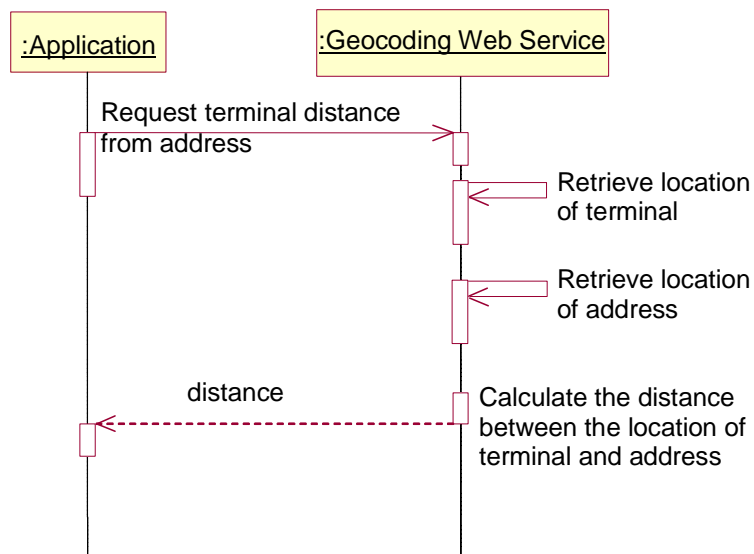 :Application
:Geocoding Web Service
Request terminal distance
from address
Retrieve location
of terminal
Retrieve location
of address
distance
Calculate the distance
between the location of
terminal and address